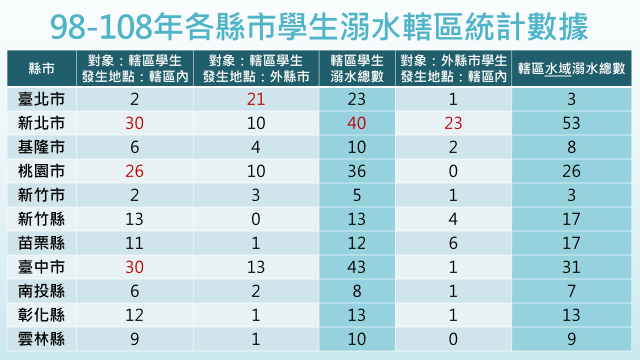 98-108年各縣市學生溺水轄區統計數據
縣市 對象：轄區學生 發生地點：轄區內 對象：轄區學生 發生地點：外縣市 轄區學生 溺水總數 對象：外縣市學生 發生地點：轄區內 轄區水域溺水總數
臺北市 2 21 23 1 3
新北市 30 10 40 23 53
基隆市 6 4 10 2 8
桃園市 26 10 36 0 26
新竹市 2 3 5 1 3
新竹縣 13 0 13 4 17
苗栗縣 11 1 12 6 17
臺中市 30 13 43 1 31
南投縣 6 2 8 1 7
彰化縣 12 1 13 1 13
雲林縣 9 1 10 0 9